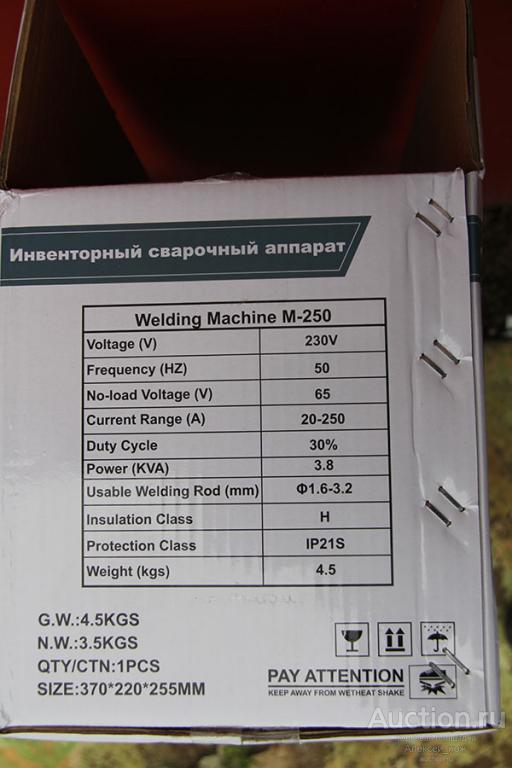 Инвенторный сварочный аппарат
Welding Machine M-250
Voltage (V) 230V
Frequency (HZ) 50
No-load Voltage (V) 65
Current Range (A) 20-250
Duty Cycle 30%
Power (KVA) 3.8
Usable Welding Rod (mm) Φ1.6-3.2
Insulation Class H
Protection Class IP21S
Weight (kgs) 4.5
G.W.:4.5KGS
N.W.:3.5KGS
QTY/CTN:1PCS
SIZE:370*220*255MM
PAY ATTENTION
KEEP AWAY FROM WETHEAT SHAKE
Auction.ru